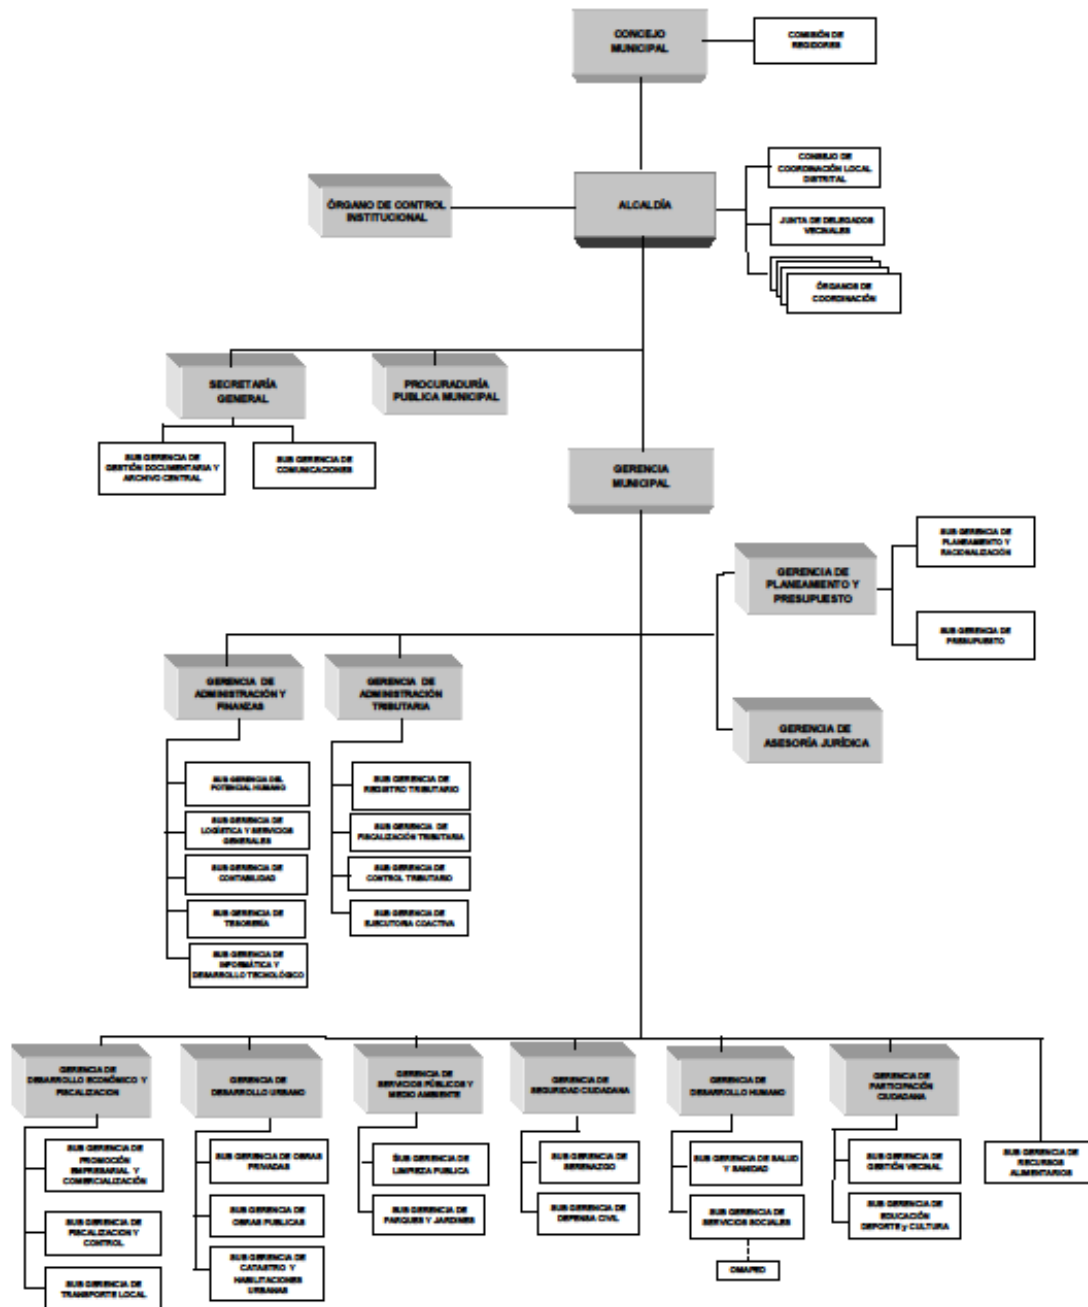 CONCEJO
MUNICIPAL
COMISIÓN DE
REGIDORES
CONSEJO DE
COORDINACIÓN LOCAL
DISTRITAL
ÓRGANO DE CONTROL
INSTITUCIONAL
ALCALDÍA
JUNTA DE DELEGADOS
VECINALES
ÓRGANOS DE
COORDINACIÓN
SECRETARÍA
GENERAL
PROCURADURÍA
PUBLICA MUNICIPAL
SUB GERENCIA DE
GESTIÓN DOCUMENTARIA Y
ARCHIVO CENTRAL
SUB GERENCIA DE
COMUNICACIONES
GERENCIA
MUNICIPAL
SUB GERENCIA DE
PLANEAMIENTO Y
RACIONALIZACIÓN
GERENCIA DE
PLANEAMIENTO Y
PRESUPUESTO
SUB GERENCIA DE
PRESUPUESTO
GERENCIA DE
ADMINISTRACIÓN Y
FINANZAS
GERENCIA DE
ADMINISTRACIÓN
TRIBUTARIA
GERENCIA DE
ASESORÍA JURÍDICA
SUB GERENCIA DEL
POTENCIAL HUMANO
SUB GERENCIA DE
LOGÍSTICA Y SERVICIOS
GENERALES
SUB GERENCIA DE
CONTABILIDAD
SUB GERENCIA DE
TESORERÍA
SUB GERENCIA DE
INFORMÁTICA Y
DESARROLLO TECNOLÓGICO
SUB GERENCIA DE
REGISTRO TRIBUTARIO
SUB GERENCIA DE
FISCALIZACIÓN TRIBUTARIA
SUB GERENCIA DE
CONTROL TRIBUTARIO
SUB GERENCIA DE
EJECUTORIA COACTIVA
GERENCIA DE
DESARROLLO ECONÓMICO Y
FISCALIZACION
SUB GERENCIA DE
PROMOCIÓN
EMPRESARIAL Y
COMERCIALIZACIÓN
SUB GERENCIA DE
FISCALIZACION Y
CONTROL
SUB GERENCIA DE
TRANSPORTE LOCAL
GERENCIA DE
DESARROLLO URBANO
SUB GERENCIA DE OBRAS
PRIVADAS
SUB GERENCIA DE
OBRAS PUBLICAS
SUB GERENCIA DE
CATASTRO Y
HABILITACIONES
URBANAS
GERENCIA DE
SERVICIOS PÚBLICOS Y
MEDIO AMBIENTE
SUB GERENCIA DE
LIMPIEZA PUBLICA
SUB GERENCIA DE
PARQUES Y JARDINES
GERENCIA DE
SEGURIDAD CIUDADANA
SUB GERENCIA DE
SERENAZGO
SUB GERENCIA DE
DEFENSA CIVIL
GERENCIA DE
DESARROLLO HUMANO
SUB GERENCIA DE SALUD
Y SANIDAD
SUB GERENCIA DE
SERVICIOS SOCIALES
OMAPED
GERENCIA DE
PARTICIPACIÓN
CIUDADANA
SUB GERENCIA DE
GESTIÓN VECINAL
SUB GERENCIA DE
EDUCACIÓN
DEPORTE y CULTURA
SUB GERENCIA DE
RECURSOS
ALIMENTARIOS